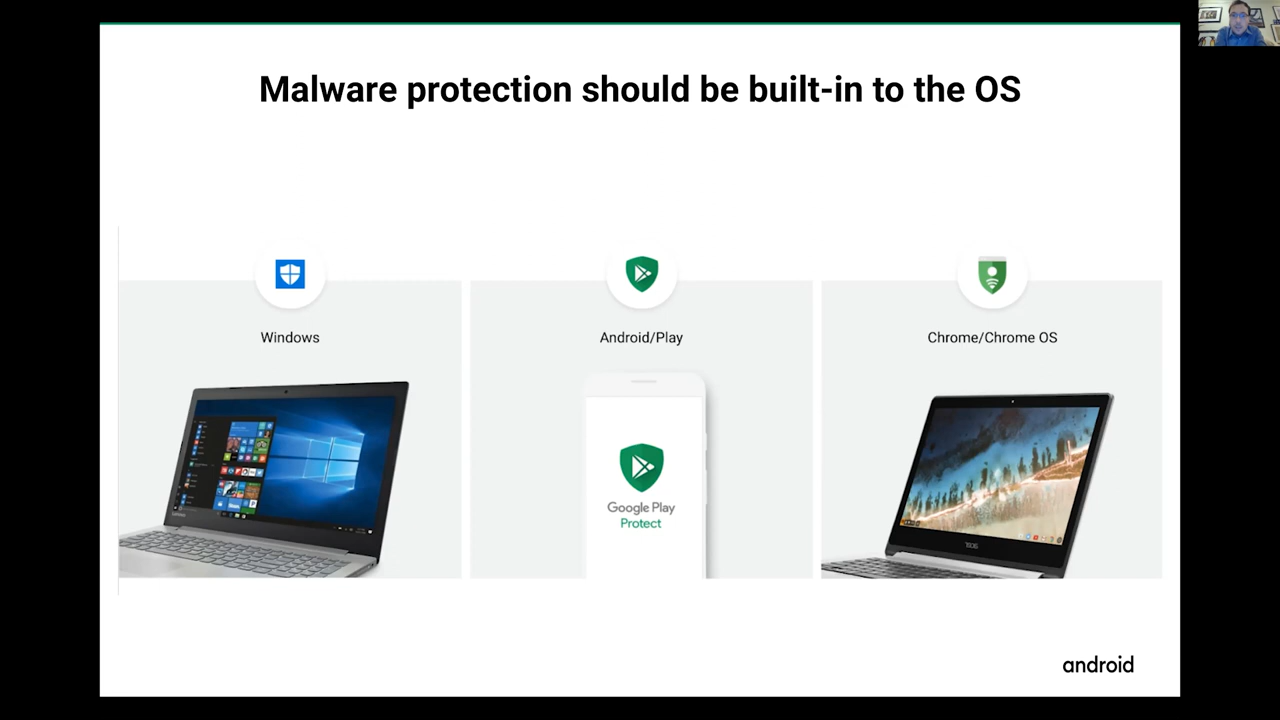 Malware protection should be built-in to the OS
Windows
Android/Play
Chrome/Chrome OS
Google Play
Protect
android